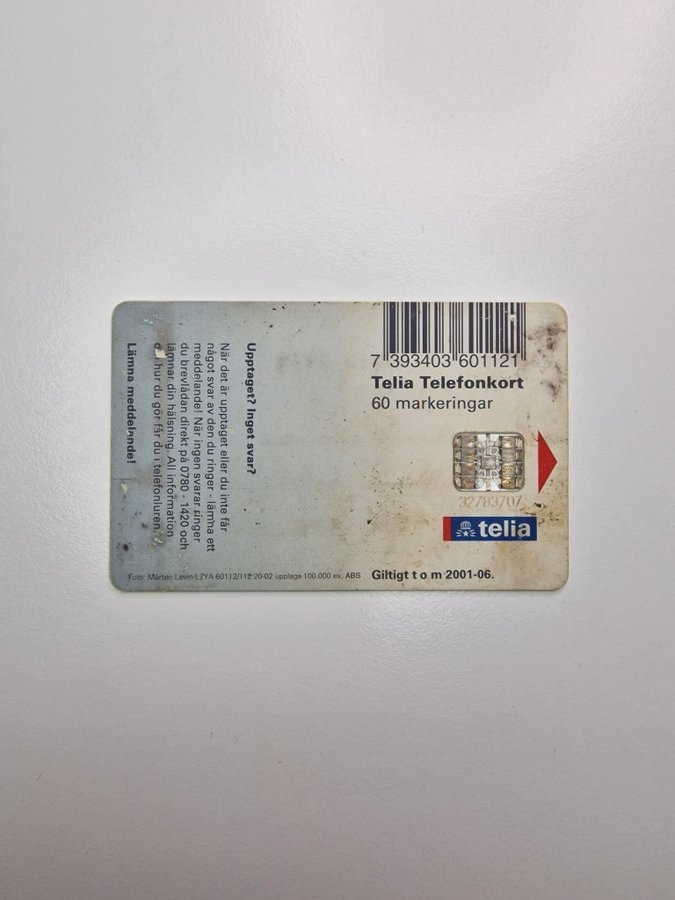 7 393403 601121
Telia Telefonkort
60 markeringar
32/83/07
telia
Giltigt t o m 2001-06.
Upptaget? Inget svar?
När det är upptaget eller du inte får
något svar av den du ringer - lämna ett
meddelande! När ingen svarar ringer
du brevlådan direkt på 0780 - 1420 och
lämnar din hälsning. All information
om hur du gör får du i telefonluren.
Lämna meddelande!
Foto: Mårten Levin LZYA 60112/112 20-02 upplaga 100.000 ex. ABS